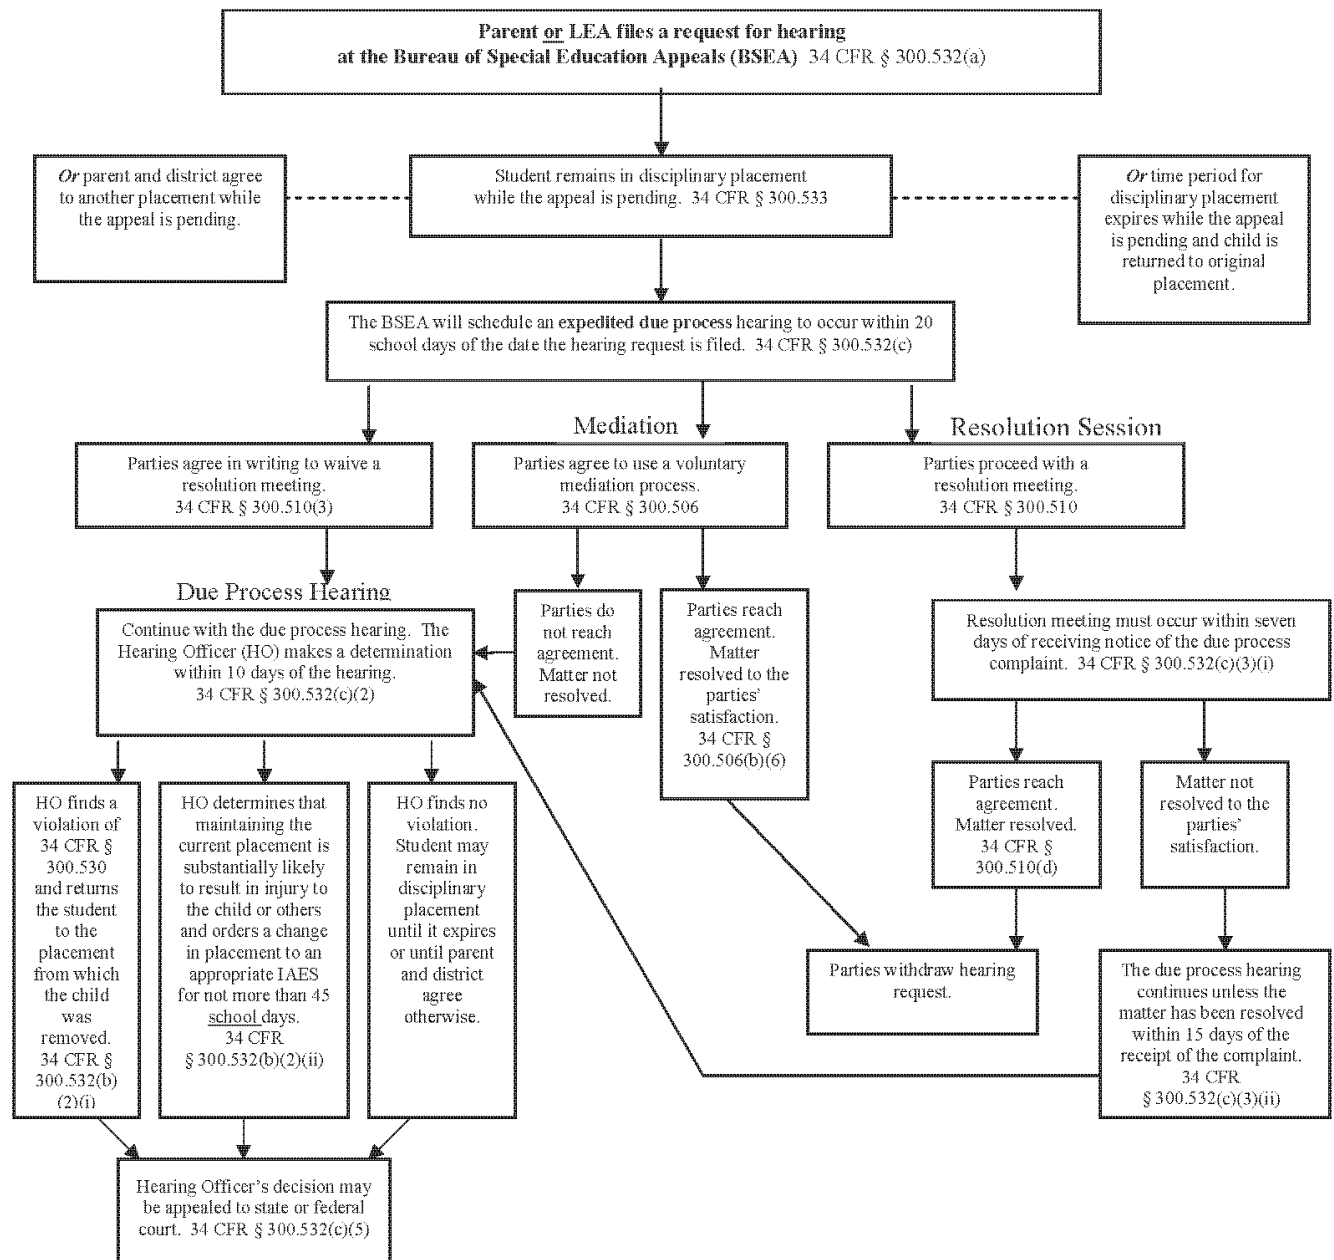 Parent or LEA files a request for hearing
at the Bureau of Special Education Appeals (BSEA) 34 CFR § 300.532(a)
Or parent and district agree
to another placement while
the appeal is pending.
Student remains in disciplinary placement
while the appeal is pending. 34 CFR § 300.533
Or time period for
disciplinary placement
expires while the appeal
is pending and child is
returned to original
placement.
The BSEA will schedule an expedited due process hearing to occur within 20
school days of the date the hearing request is filed. 34 CFR § 300.532(c)
Parties agree in writing to waive a
resolution meeting.
34 CFR § 300.510(3)
Mediation
Parties agree to use a voluntary
mediation process.
34 CFR § 300.506
Resolution Session
Parties proceed with a
resolution meeting.
34 CFR § 300.510
Due Process Hearing
Continue with the due process hearing. The
Hearing Officer (HO) makes a determination
within 10 days of the hearing.
34 CFR § 300.532(c)(2)
Parties do
not reach
agreement.
Matter not
resolved.
Parties reach
agreement.
Matter
resolved to the
parties'
satisfaction.
34 CFR §
300.506(b)(6)
Resolution meeting must occur within seven
days of receiving notice of the due process
complaint. 34 CFR § 300.532(c)(3)(i)
Parties reach
agreement.
Matter resolved.
34 CFR §
300.510(d)
Matter not
resolved to the
parties'
satisfaction.
HO finds a
violation of
34 CFR §
300.530
and returns
the student
to the
placement
from which
the child
was
removed.
34 CFR §
300.532(b)
(2)(i)
HO determines that
maintaining the
current placement is
substantially likely
to result in injury to
the child or others
and orders a change
in placement to an
appropriate IAES
for not more than 45
school days.
34 CFR
§ 300.532(b)(2)(ii)
HO finds no
violation.
Student may
remain in
disciplinary
placement
until it expires
or until parent
and district
agree
otherwise.
Parties withdraw hearing
request.
The due process hearing
continues unless the
matter has been resolved
within 15 days of the
receipt of the complaint.
34 CFR
§ 300.532(c)(3)(ii)
Hearing Officer's decision may
be appealed to state or federal
court. 34 CFR § 300.532(c)(5)